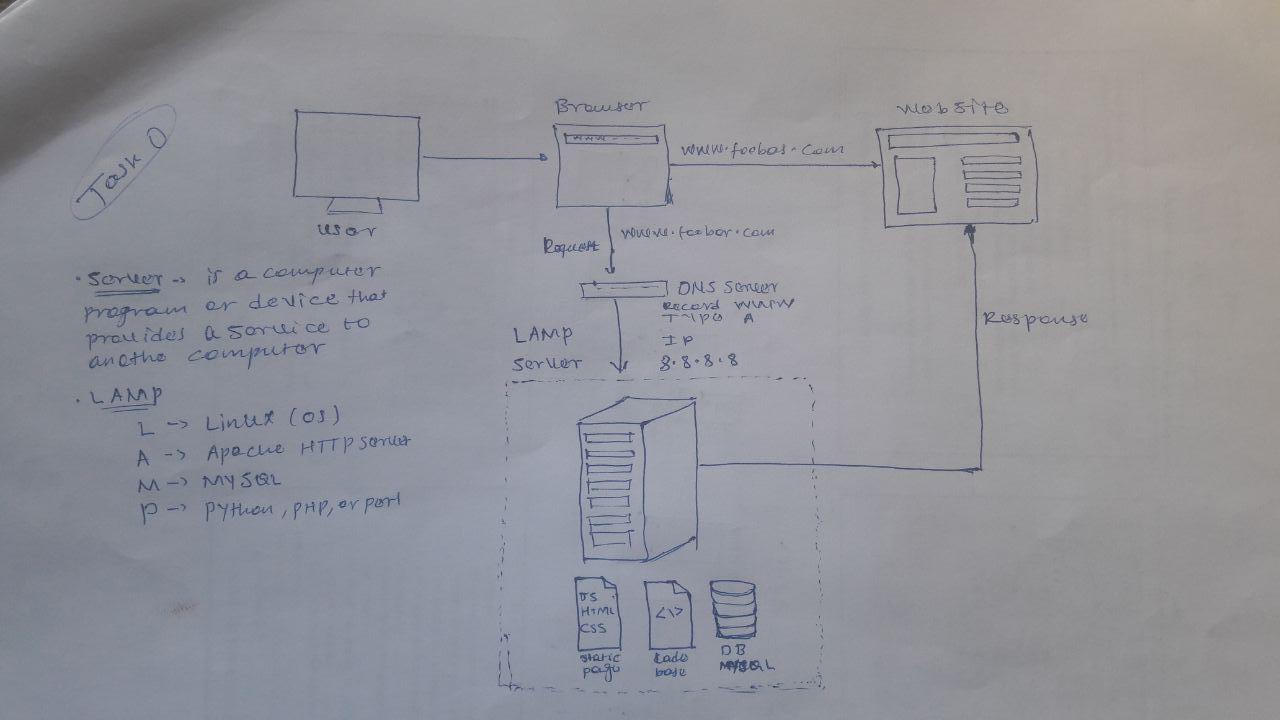 Task 0
Browser
Website
www.foobar.com
User
Request
www.foobar.com
DNS Server
Record WWW
Type A
IP
8.8.8.8
LAMP
Server
Response
• Server -> is a computer
program or device that
provides a service to
anothe computer
• LAMP
L -> Linux (OS)
A -> Apache HTTP server
M -> MYSQL
P -> PYthon, PHP, or perl
JS
HTML
CSS
static
page
<\>
Code
base
DB
MYSQL